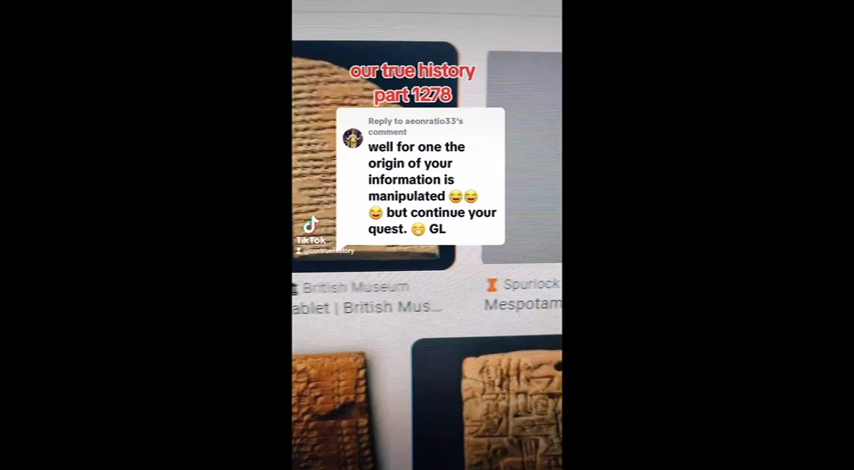 our true history
part 1278
Reply to aeonratio33's
comment
well for one the
origin of your
information is
manipulated 😂😂
😂 but continue your
quest. 😁 GL
TikTok
@ourtruehistory
British Museum
ablet | British Mus...
Spurlock
Mespotam